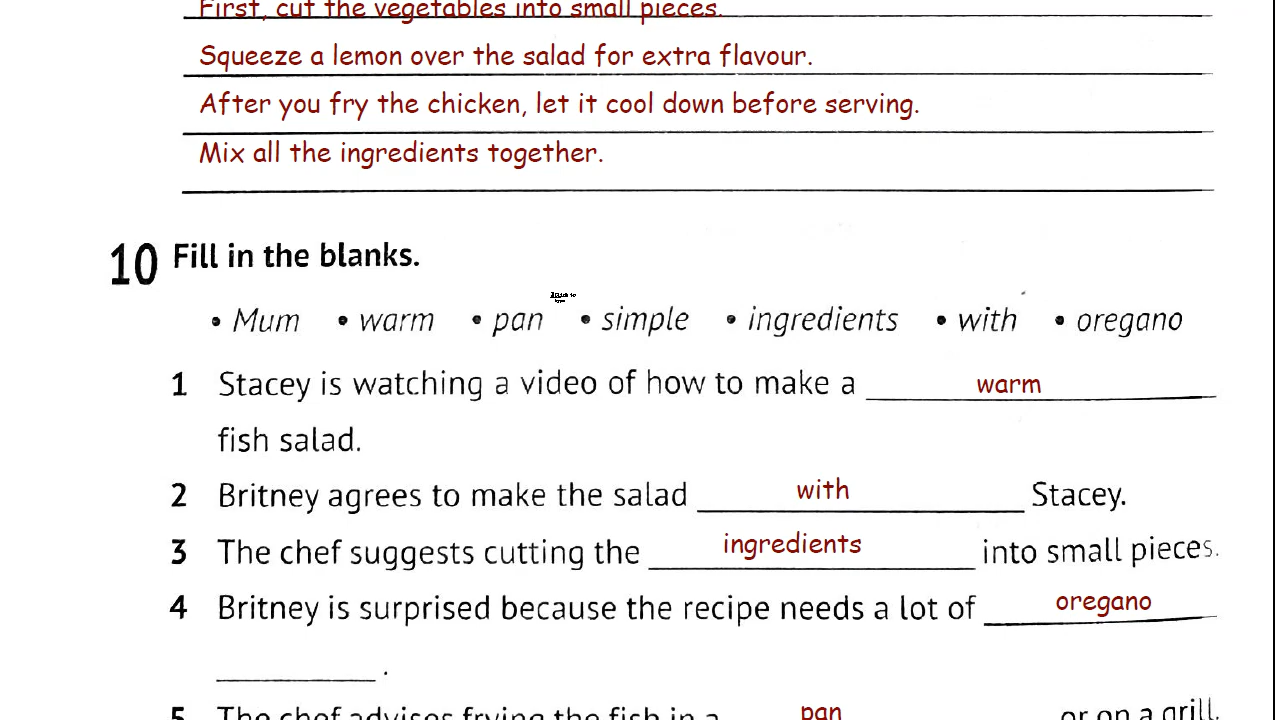 First, cut the vegetables into small pieces.
Squeeze a lemon over the salad for extra flavour.
After you fry the chicken, let it cool down before serving.
Mix all the ingredients together.
10 Fill in the blanks.
• Mum • warm • pan • simple • ingredients • with • oregano
1 Stacey is watching a video of how to make a warm
fish salad.
2 Britney agrees to make the salad with Stacey.
3 The chef suggests cutting the ingredients into small pieces.
4 Britney is surprised because the recipe needs a lot of oregano
.
5 The chef advises frying the fish in a pan or on a grill.